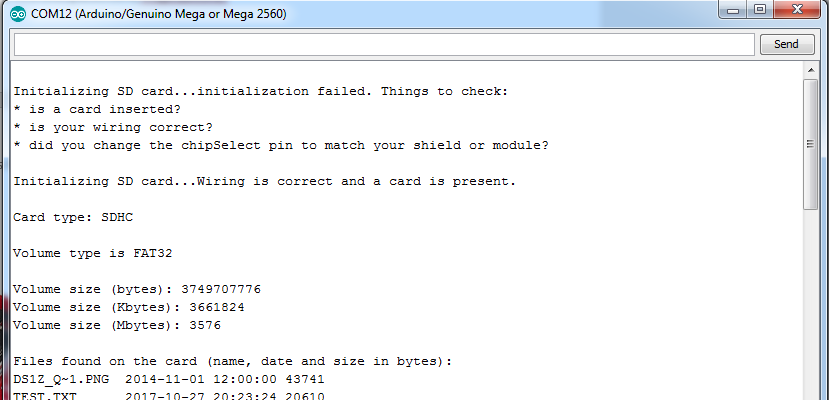 COM12 (Arduino/Genuino Mega or Mega 2560)
Send
Initializing SD card...initialization failed. Things to check:
* is a card inserted?
* is your wiring correct?
* did you change the chipSelect pin to match your shield or module?
Initializing SD card...Wiring is correct and a card is present.
Card type: SDHC
Volume type is FAT32
Volume size (bytes): 3749707776
Volume size (Kbytes): 3661824
Volume size (Mbytes): 3576
Files found on the card (name, date and size in bytes):
DS1Z_Q~1.PNG  2014-11-01 12:00:00 43741
TEST.TXT      2017-10-27 20:23:24 20610